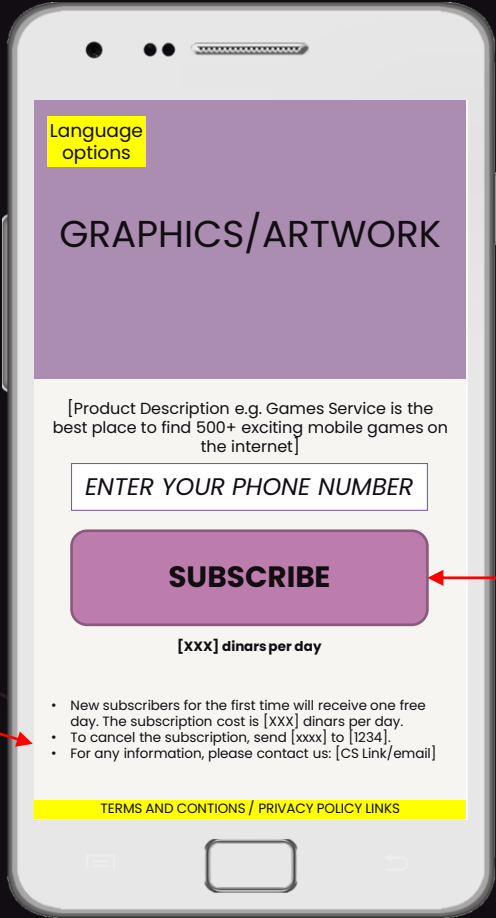 Language
options
GRAPHICS/ARTWORK
[Product Description e.g. Games Service is the
best place to find 500+ exciting mobile games on
the internet]
ENTER YOUR PHONE NUMBER
SUBSCRIBE
[XXX] dinars per day
• New subscribers for the first time will receive one free
day. The subscription cost is [XXX] dinars per day.
• To cancel the subscription, send [xxxx] to [1234].
• For any information, please contact us: [CS Link/email]
TERMS AND CONTIONS / PRIVACY POLICY LINKS